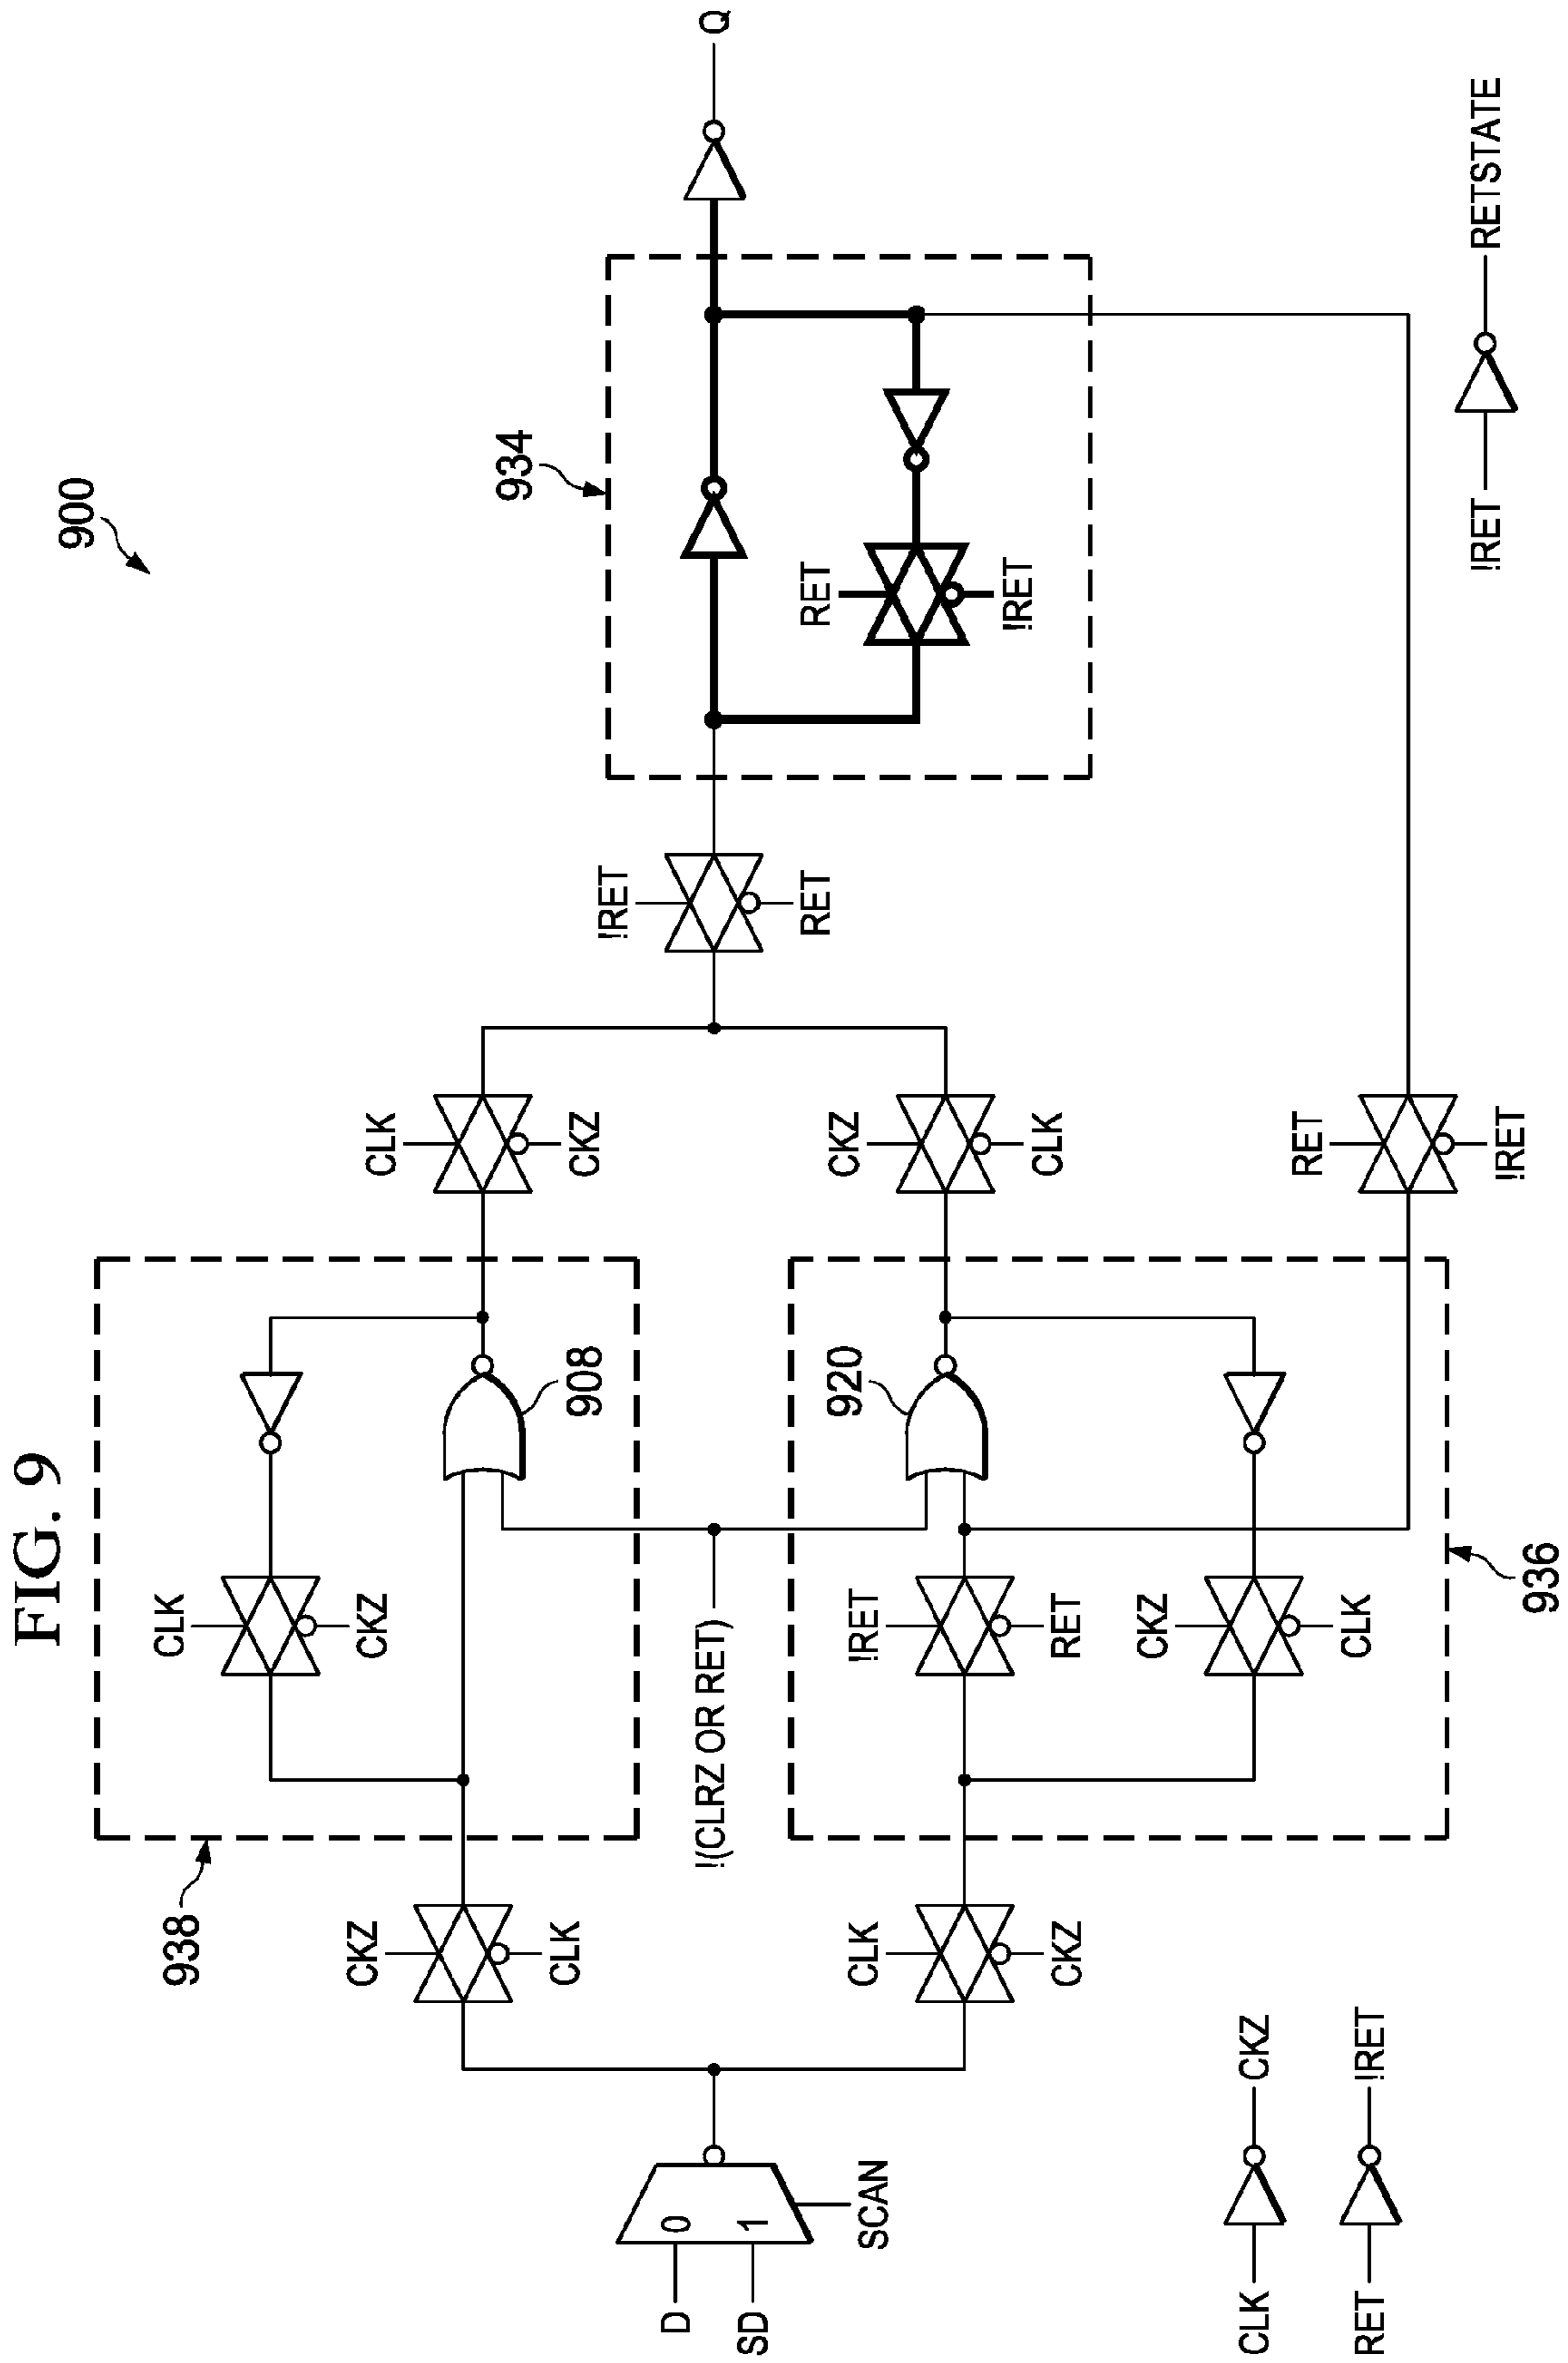 FIG. 9
900
938
CLK
CKZ
CKZ
CLK
908
CLK
CKZ
!(CLRZ OR RET)
D
0
SD
1
SCAN
CLK
CKZ
!RET
RET
920
CKZ
CLK
CKZ
CLK
936
RET
!RET
!RET
RET
934
RET
!RET
Q
CLK
CKZ
RET
!RET
!RET
RETSTATE